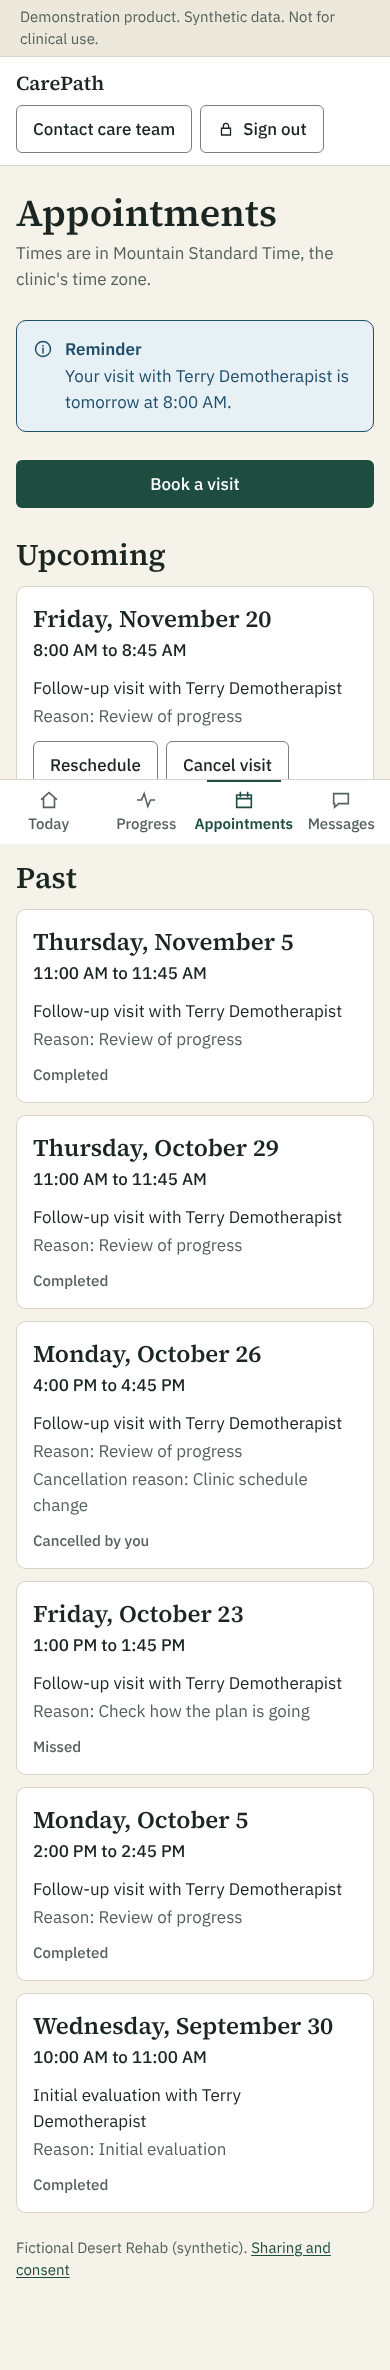 Demonstration product. Synthetic data. Not for
clinical use.
CarePath
Contact care team
Sign out
Appointments
Times are in Mountain Standard Time, the
clinic's time zone.
Reminder
Your visit with Terry Demotherapist is
tomorrow at 8:00 AM.
Book a visit
Upcoming
Friday, November 20
8:00 AM to 8:45 AM
Follow-up visit with Terry Demotherapist
Reason: Review of progress
Reschedule
Cancel visit
Today
Progress
Appointments
Messages
Past
Thursday, November 5
11:00 AM to 11:45 AM
Follow-up visit with Terry Demotherapist
Reason: Review of progress
Completed
Thursday, October 29
11:00 AM to 11:45 AM
Follow-up visit with Terry Demotherapist
Reason: Review of progress
Completed
Monday, October 26
4:00 PM to 4:45 PM
Follow-up visit with Terry Demotherapist
Reason: Review of progress
Cancellation reason: Clinic schedule
change
Cancelled by you
Friday, October 23
1:00 PM to 1:45 PM
Follow-up visit with Terry Demotherapist
Reason: Check how the plan is going
Missed
Monday, October 5
2:00 PM to 2:45 PM
Follow-up visit with Terry Demotherapist
Reason: Review of progress
Completed
Wednesday, September 30
10:00 AM to 11:00 AM
Initial evaluation with Terry
Demotherapist
Reason: Initial evaluation
Completed
Fictional Desert Rehab (synthetic). Sharing and
consent